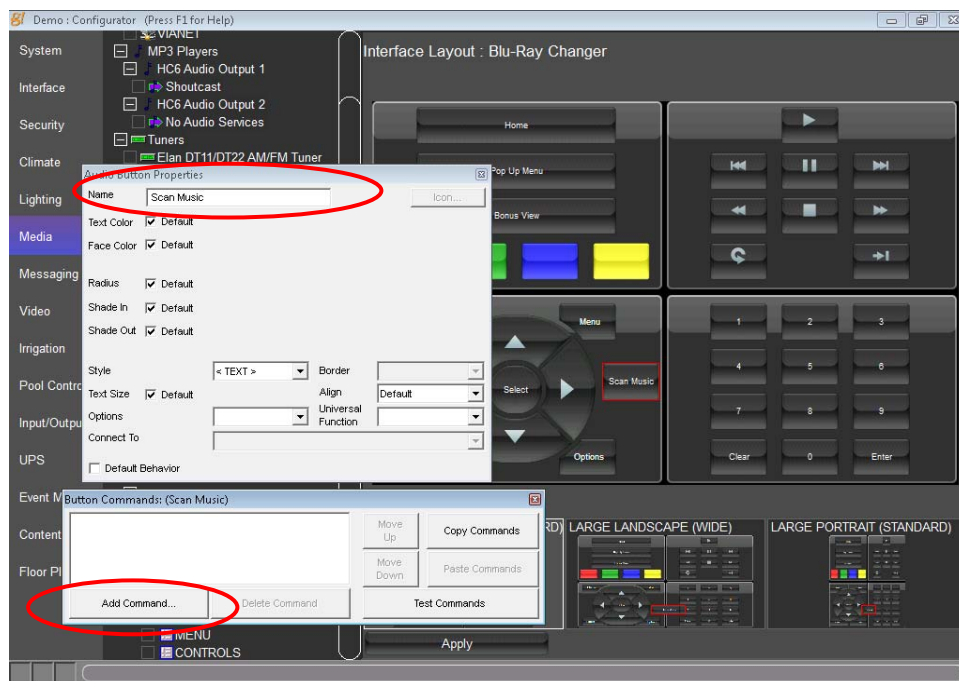 Demo : Configurator (Press F1 for Help)
System
Interface
Security
Climate
Lighting
Media
Messaging
Video
Irrigation
Pool Contro
Input/Outpu
UPS
Event M
Content
Floor Pl
VIANET
MP3 Players
HC6 Audio Output 1
Shoutcast
HC6 Audio Output 2
No Audio Services
Tuners
Elan DT11/DT22 AM/FM Tuner
Interface Layout : Blu-Ray Changer
Home
Pop Up Menu
Bonus View
Menu
Select
Scan Music
Options
1 2 3
4 5 6
7 8 9
Clear 0 Enter
Audio Button Properties
Name Scan Music Icon...
Text Color Default
Face Color Default
Radius Default
Shade In Default
Shade Out Default
Style < TEXT > Border
Text Size Default Align Default
Options Universal Function
Connect To
Default Behavior
Button Commands: (Scan Music)
Move Up Copy Commands
Move Down Paste Commands
Add Command... Delete Command Test Commands
RD) LARGE LANDSCAPE (WIDE) LARGE PORTRAIT (STANDARD)
MENU
CONTROLS
Apply